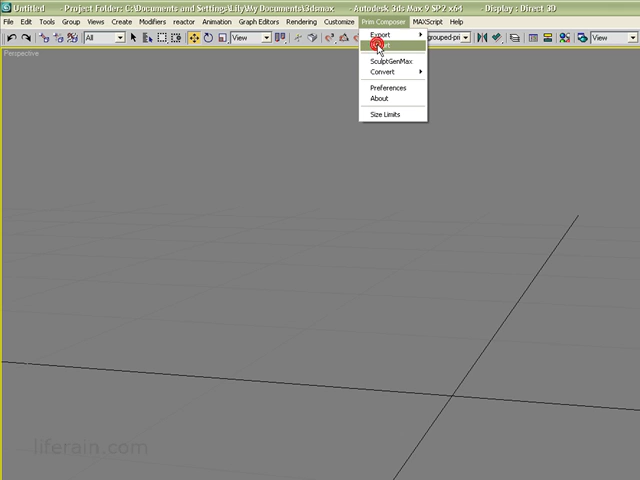 Untitled - Project Folder: C:\Documents and Settings\Lily\My Documents\3dsmax - Autodesk 3ds Max 9 SP2 x64 - Display : Direct 3D
File Edit Tools Group Views Create Modifiers reactor Animation Graph Editors Rendering Customize Prim Composer MAXScript Help
All View grouped-pri View
Perspective
Export
SculptGenMax
Convert
Preferences
About
Size Limits
liferain.com